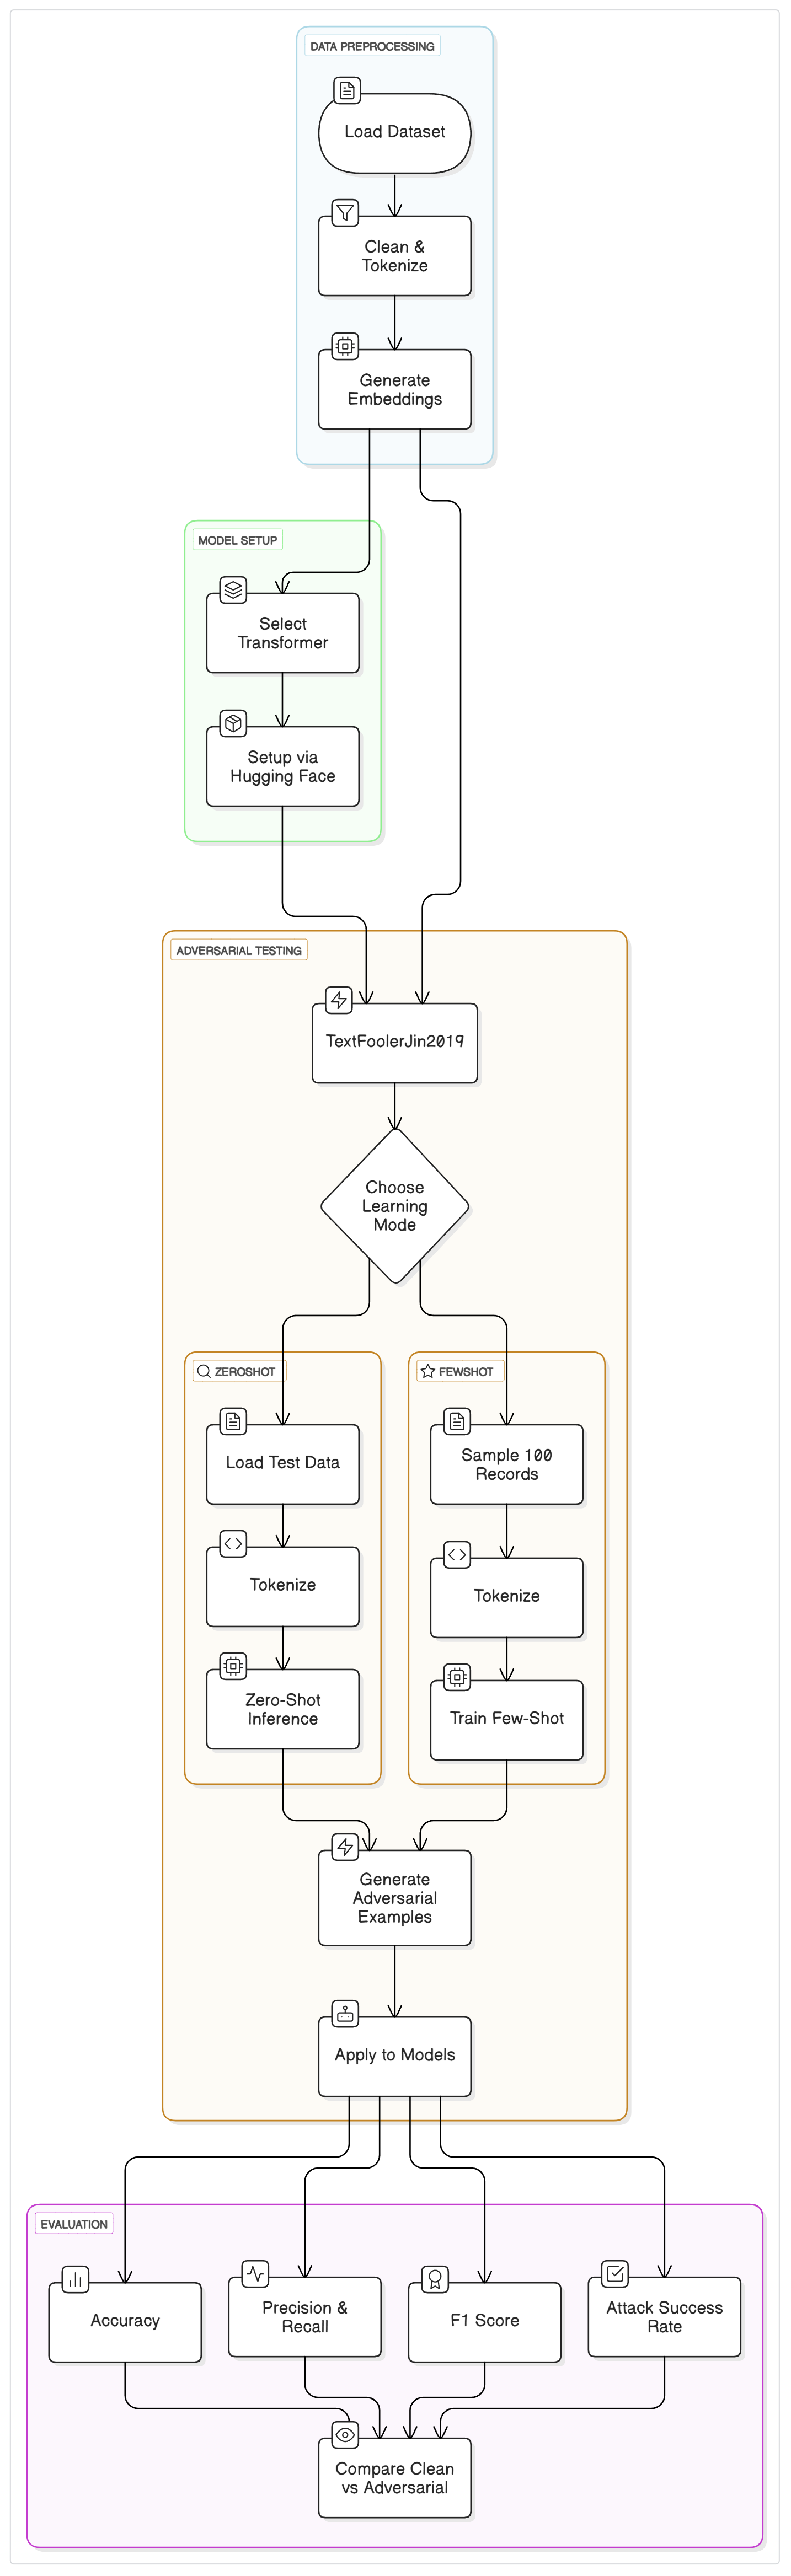 DATA PREPROCESSING
Load Dataset
Clean &
Tokenize
Generate
Embeddings
MODEL SETUP
Select
Transformer
Setup via
Hugging Face
ADVERSARIAL TESTING
TextFoolerJin2019
Choose
Learning
Mode
ZEROSHOT
Load Test Data
Tokenize
Zero-Shot
Inference
FEWSHOT
Sample 100
Records
Tokenize
Train Few-Shot
Generate
Adversarial
Examples
Apply to Models
EVALUATION
Accuracy
Precision &
Recall
F1 Score
Attack Success
Rate
Compare Clean
vs Adversarial